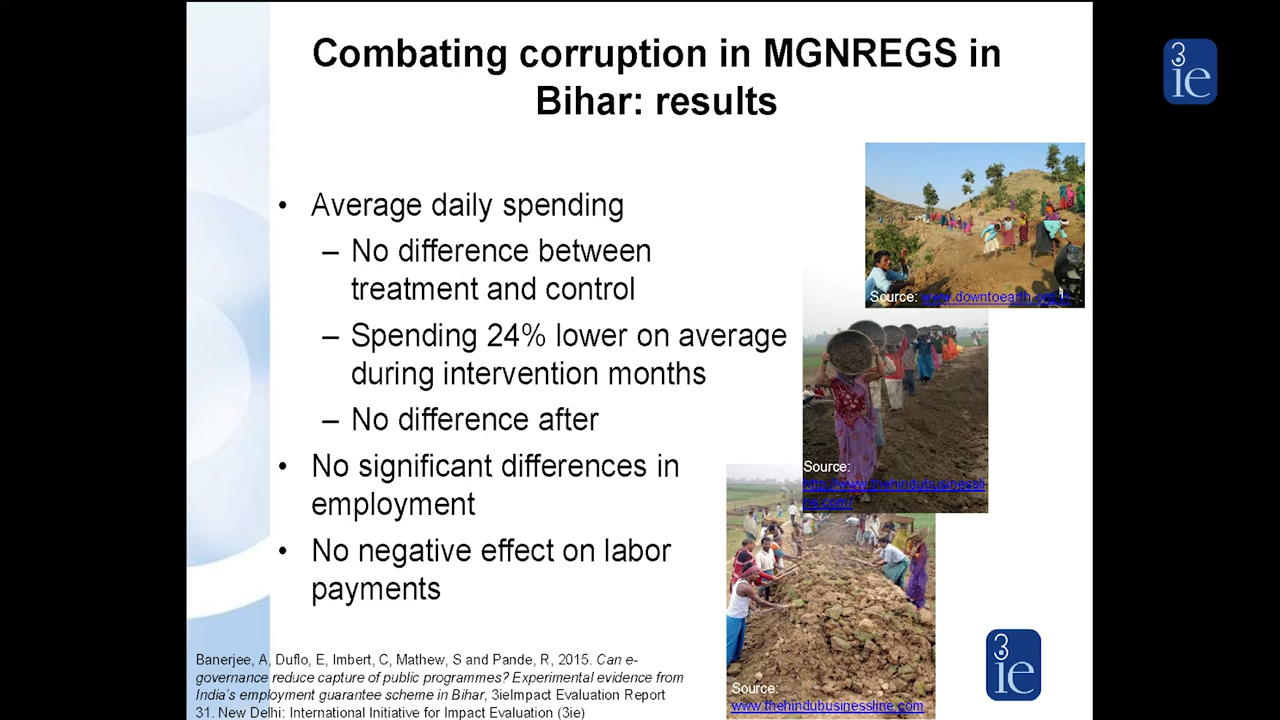 Combating corruption in MGNREGS in
Bihar: results
• Average daily spending
– No difference between
treatment and control
– Spending 24% lower on average
during intervention months
– No difference after
• No significant differences in
employment
• No negative effect on labor
payments
Source: www.downtoearth.org.in
Source:
http://www.thehindubusinessli
ne.com/
Source:
www.thehindubusinessline.com
Banerjee, A, Duflo, E, Imbert, C, Mathew, S and Pande, R, 2015. Can e-
governance reduce capture of public programmes? Experimental evidence from
India's employment guarantee scheme in Bihar, 3ieImpact Evaluation Report
31. New Delhi: International Initiative for Impact Evaluation (3ie)
3ie
3ie